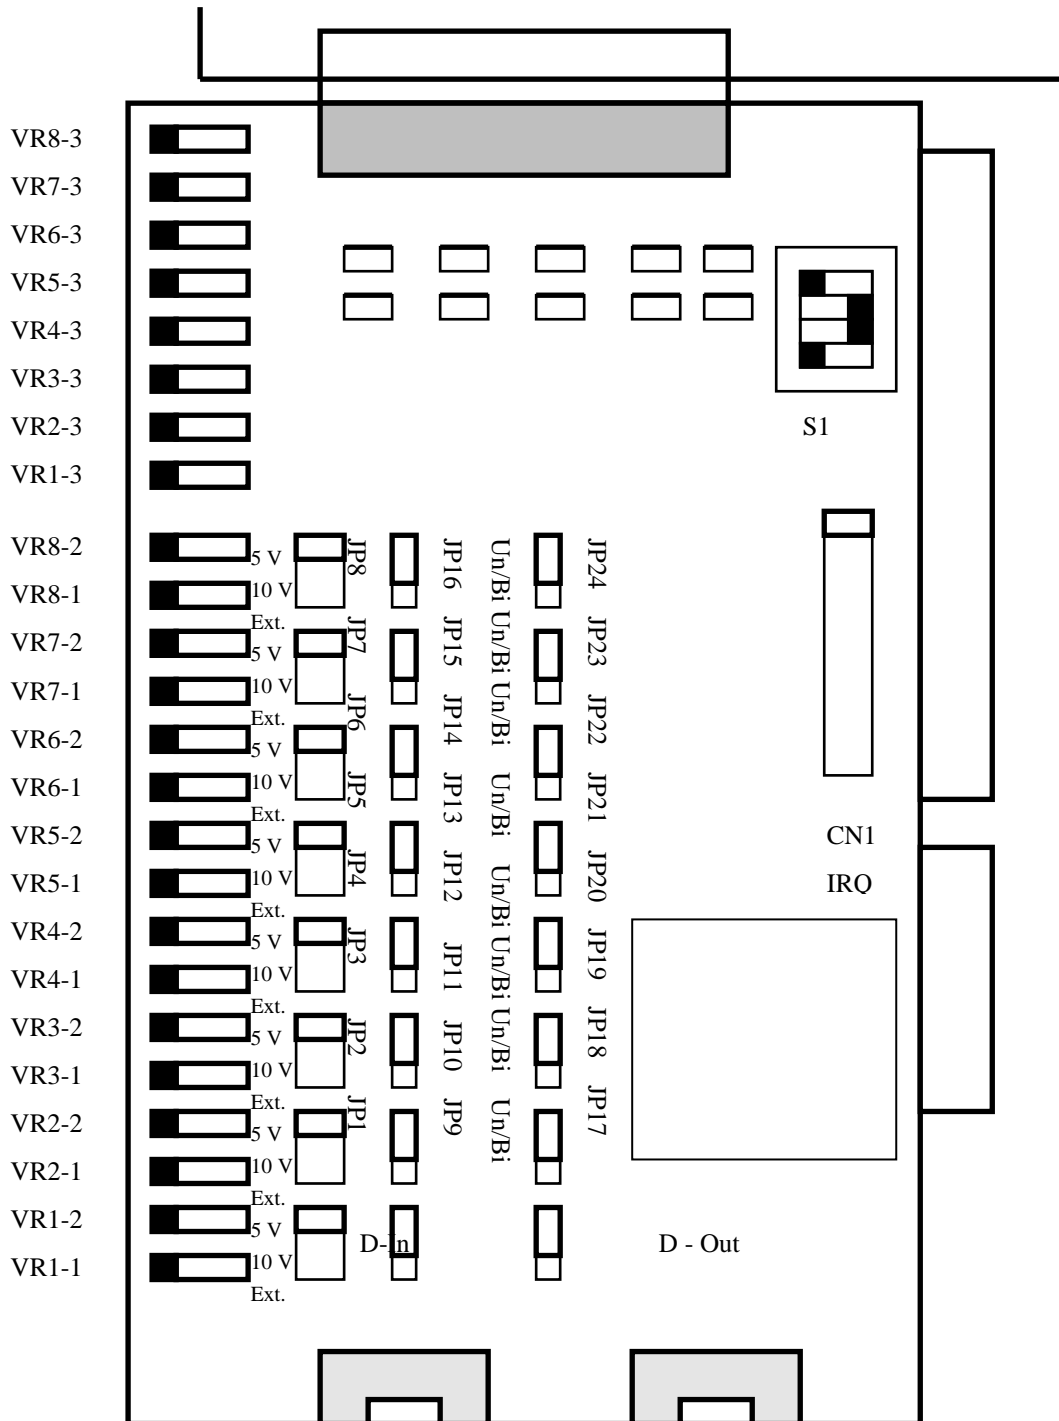 VR8-3
VR7-3
VR6-3
VR5-3
VR4-3
VR3-3
VR2-3
VR1-3
S1
VR8-2
VR8-1
VR7-2
VR7-1
VR6-2
VR6-1
VR5-2
VR5-1
VR4-2
VR4-1
VR3-2
VR3-1
VR2-2
VR2-1
VR1-2
VR1-1
5 V
10 V
Ext.
5 V
10 V
Ext.
5 V
10 V
Ext.
5 V
10 V
Ext.
5 V
10 V
Ext.
5 V
10 V
Ext.
5 V
10 V
Ext.
5 V
10 V
Ext.
JP8
JP7
JP6
JP5
JP4
JP3
JP2
JP1
JP16
JP15
JP14
JP13
JP12
JP11
JP10
JP9
Un/Bi
Un/Bi
Un/Bi
Un/Bi
Un/Bi
Un/Bi
Un/Bi
Un/Bi
JP24
JP23
JP22
JP21
JP20
JP19
JP18
JP17
CN1
IRQ
D-In
D - Out